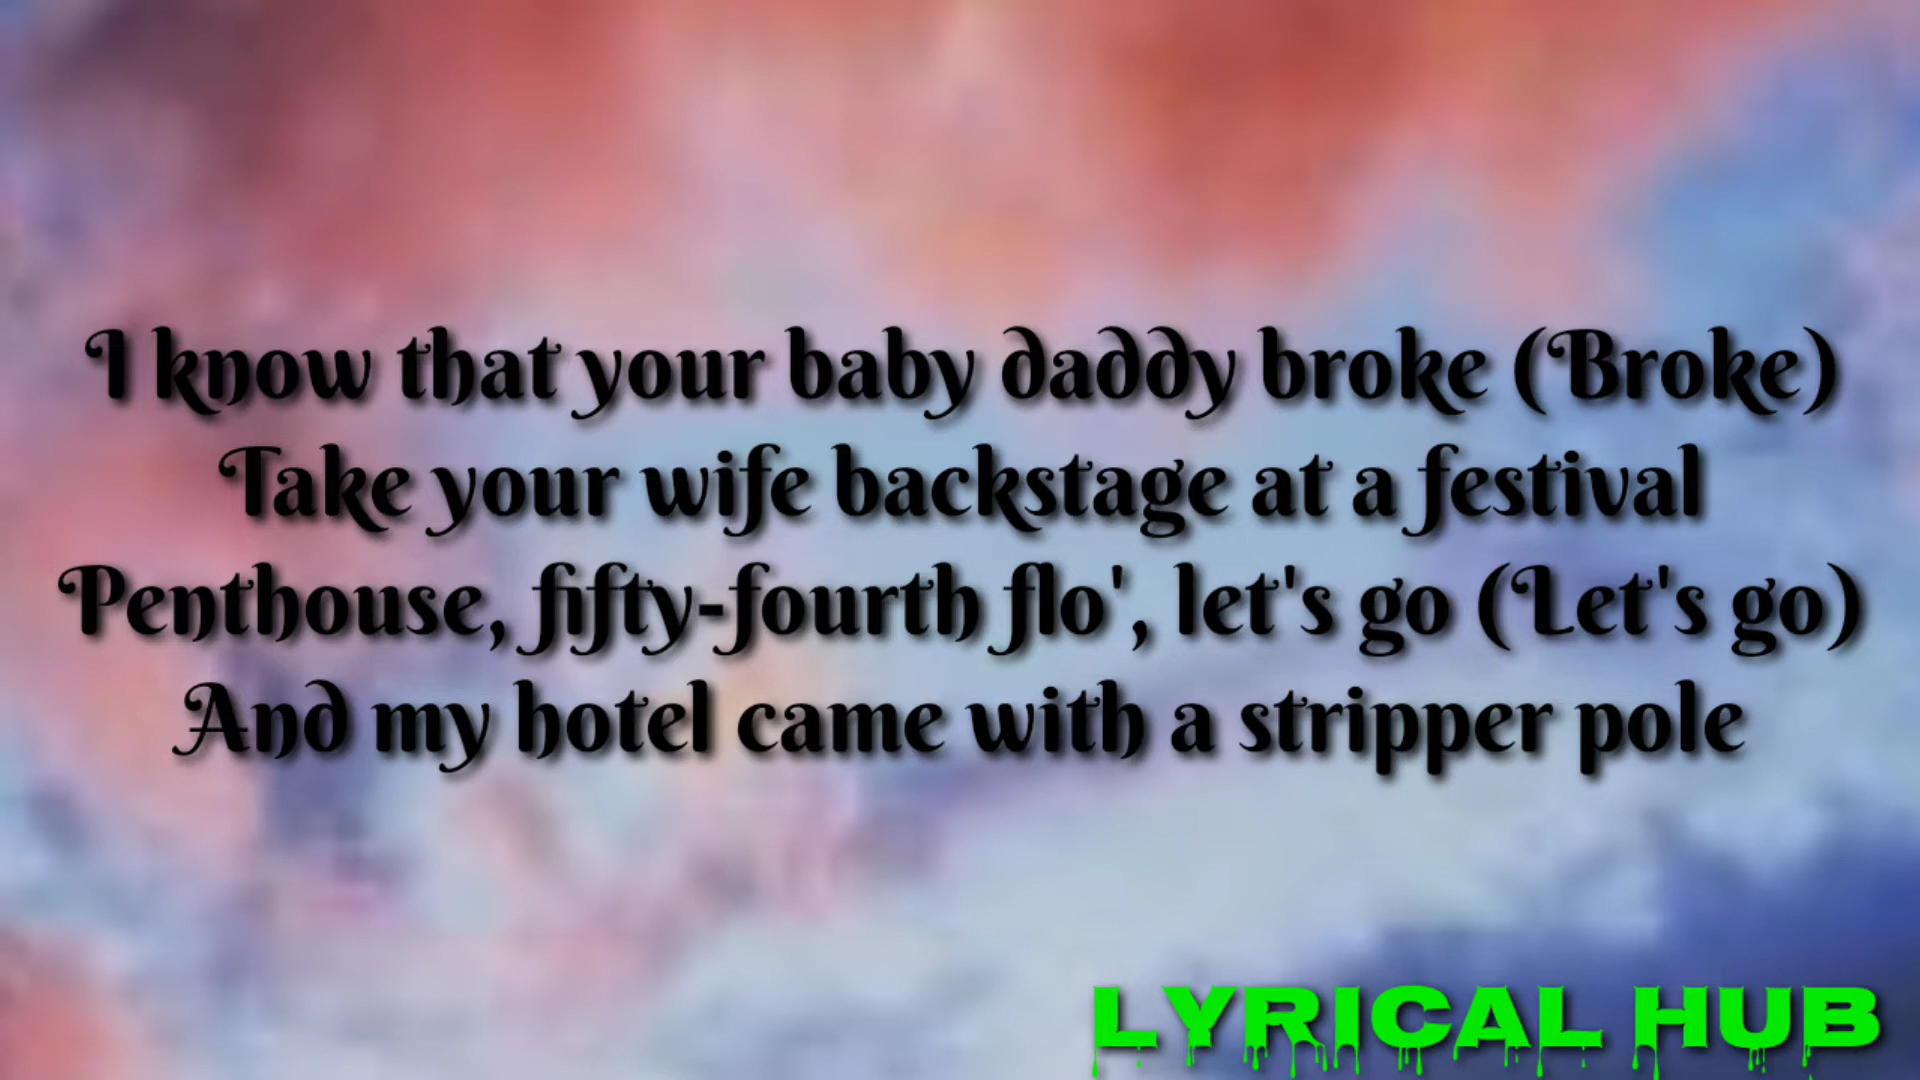 I know that your baby daddy broke (Broke)
Take your wife backstage at a festival
Penthouse, fifty-fourth flo', let's go (Let's go)
And my hotel came with a stripper pole
LYRICAL HUB